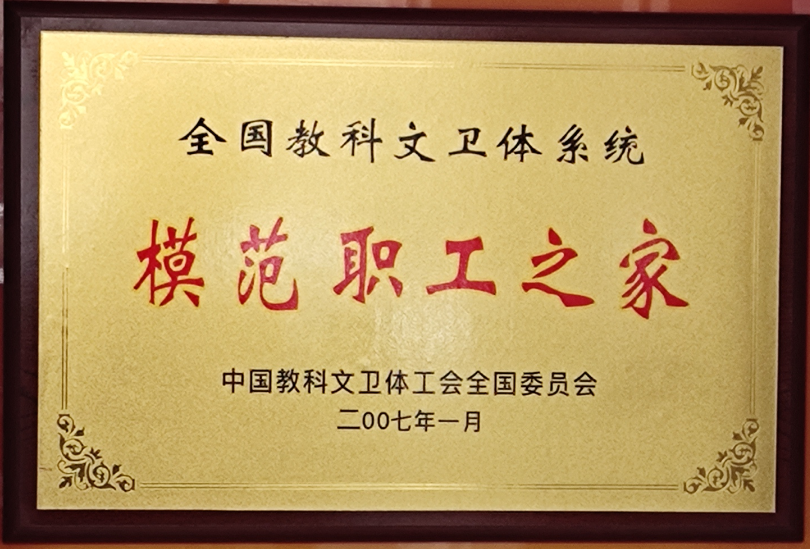 全国教科文卫体系统
模范职工之家
中国教科文卫体工会全国委员会
二00七年一月